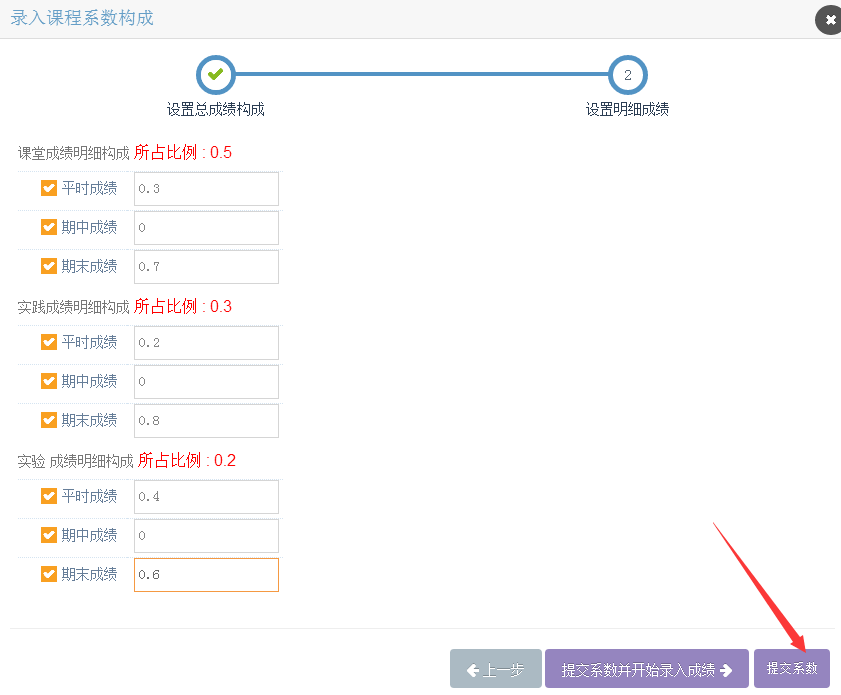 录入课程系数构成
2
设置总成绩构成 设置明细成绩
课堂成绩明细构成 所占比例 : 0.5
平时成绩 0.3
期中成绩 0
期末成绩 0.7
实践成绩明细构成 所占比例 : 0.3
平时成绩 0.2
期中成绩 0
期末成绩 0.8
实验 成绩明细构成 所占比例 : 0.2
平时成绩 0.4
期中成绩 0
期末成绩 0.6
上一步 提交系数并开始录入成绩 提交系数